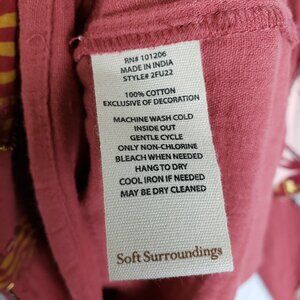 RN# 101206
MADE IN INDIA
STYLE# 2FU22
100% COTTON
EXCLUSIVE OF DECORATION
MACHINE WASH COLD
INSIDE OUT
GENTLE CYCLE
ONLY NON-CHLORINE
BLEACH WHEN NEEDED
HANG TO DRY
COOL IRON IF NEEDED
MAY BE DRY CLEANED
Soft Surroundings